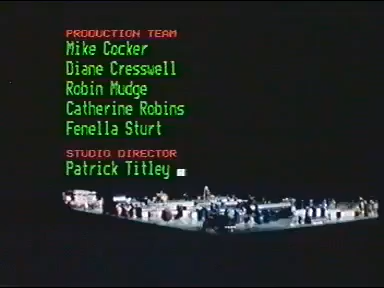 PRODUCTION TEAM
Mike Cocker
Diane Cresswell
Robin Mudge
Catherine Robins
Fenella Sturt
STUDIO DIRECTOR
Patrick Titley